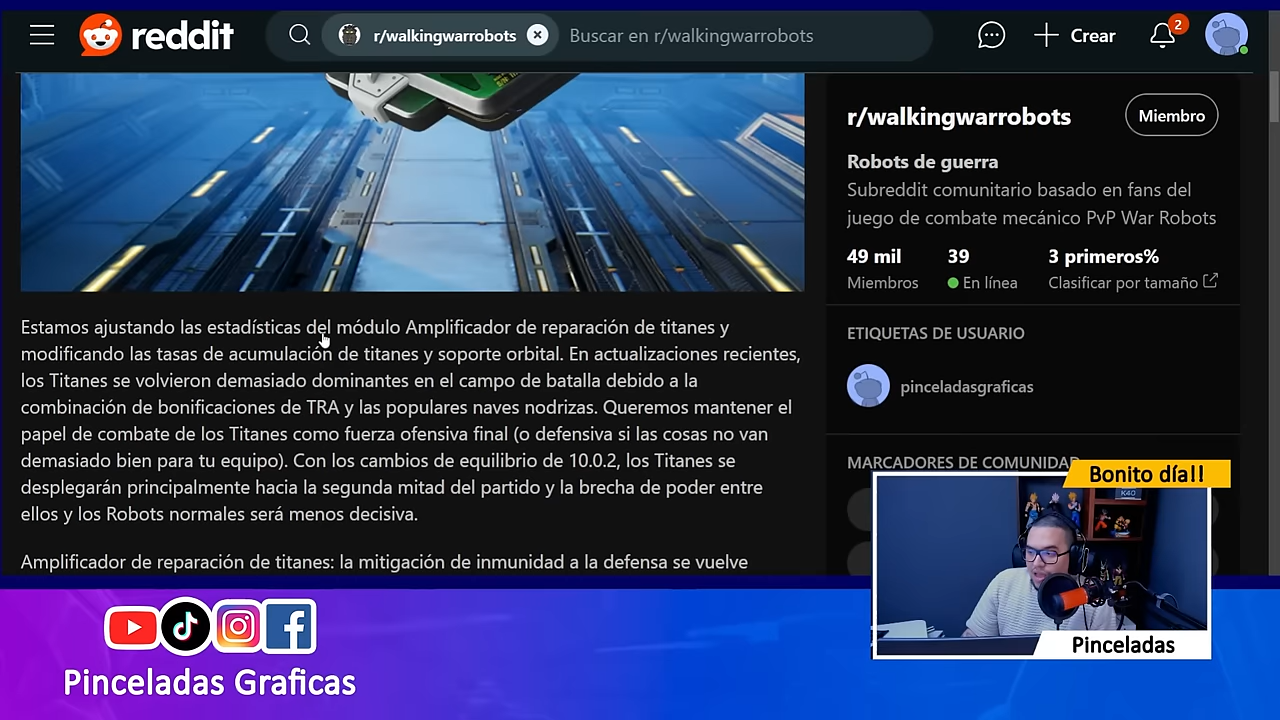 reddit
r/walkingwarrobots
Buscar en r/walkingwarrobots
Crear
2
r/walkingwarrobots
Miembro
Robots de guerra
Subreddit comunitario basado en fans del
juego de combate mecánico PvP War Robots
49 mil
39
3 primeros%
Miembros
En línea
Clasificar por tamaño
ETIQUETAS DE USUARIO
pinceladasgraficas
MARCADORES DE COMUNIDAD
Estamos ajustando las estadísticas del módulo Amplificador de reparación de titanes y
modificando las tasas de acumulación de titanes y soporte orbital. En actualizaciones recientes,
los Titanes se volvieron demasiado dominantes en el campo de batalla debido a la
combinación de bonificaciones de TRA y las populares naves nodrizas. Queremos mantener el
papel de combate de los Titanes como fuerza ofensiva final (o defensiva si las cosas no van
demasiado bien para tu equipo). Con los cambios de equilibrio de 10.0.2, los Titanes se
desplegarán principalmente hacia la segunda mitad del partido y la brecha de poder entre
ellos y los Robots normales será menos decisiva.
Amplificador de reparación de titanes: la mitigación de inmunidad a la defensa se vuelve
Bonito día!!
K40
Pinceladas
Pinceladas Graficas